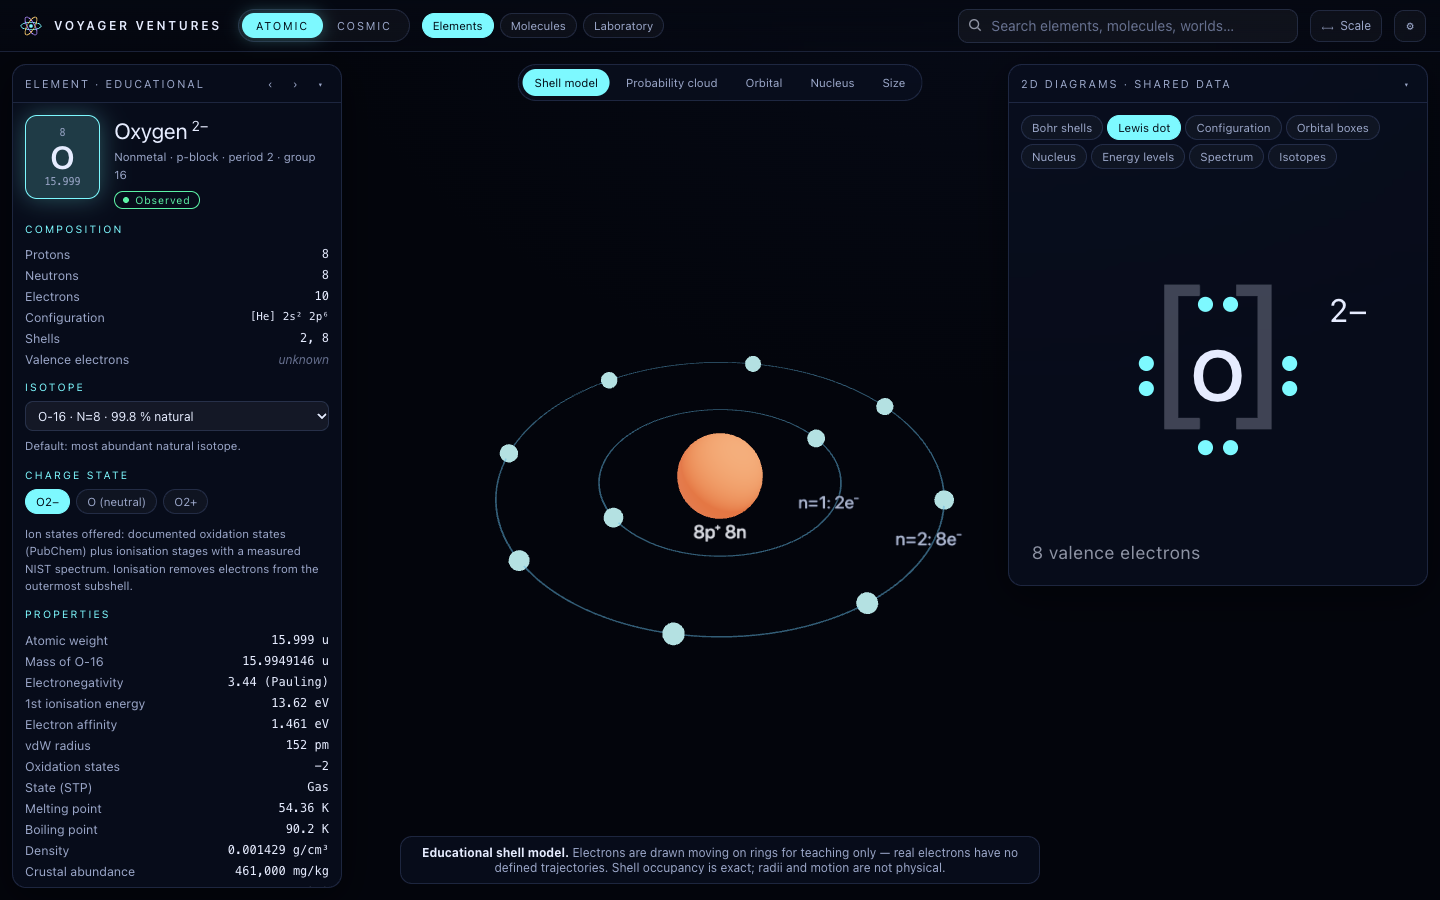 VOYAGER VENTURES
ATOMIC
COSMIC
Elements
Molecules
Laboratory
Search elements, molecules, worlds...
Scale
ELEMENT · EDUCATIONAL
8
O
15.999
Oxygen 2−
Nonmetal · p-block · period 2 · group
16
Observed
COMPOSITION
Protons 8
Neutrons 8
Electrons 10
Configuration [He] 2s² 2p⁶
Shells 2, 8
Valence electrons unknown
ISOTOPE
O-16 · N=8 · 99.8 % natural
Default: most abundant natural isotope.
CHARGE STATE
O2−
O (neutral)
O2+
Ion states offered: documented oxidation states
(PubChem) plus ionisation stages with a measured
NIST spectrum. Ionisation removes electrons from the
outermost subshell.
PROPERTIES
Atomic weight 15.999 u
Mass of O-16 15.9949146 u
Electronegativity 3.44 (Pauling)
1st ionisation energy 13.62 eV
Electron affinity 1.461 eV
vdW radius 152 pm
Oxidation states −2
State (STP) Gas
Melting point 54.36 K
Boiling point 90.2 K
Density 0.001429 g/cm³
Crustal abundance 461,000 mg/kg
Shell model
Probability cloud
Orbital
Nucleus
Size
8p⁺ 8n
n=1: 2e⁻
n=2: 8e⁻
Educational shell model. Electrons are drawn moving on rings for teaching only — real electrons have no
defined trajectories. Shell occupancy is exact; radii and motion are not physical.
2D DIAGRAMS · SHARED DATA
Bohr shells
Lewis dot
Configuration
Orbital boxes
Nucleus
Energy levels
Spectrum
Isotopes
[O] 2−
8 valence electrons